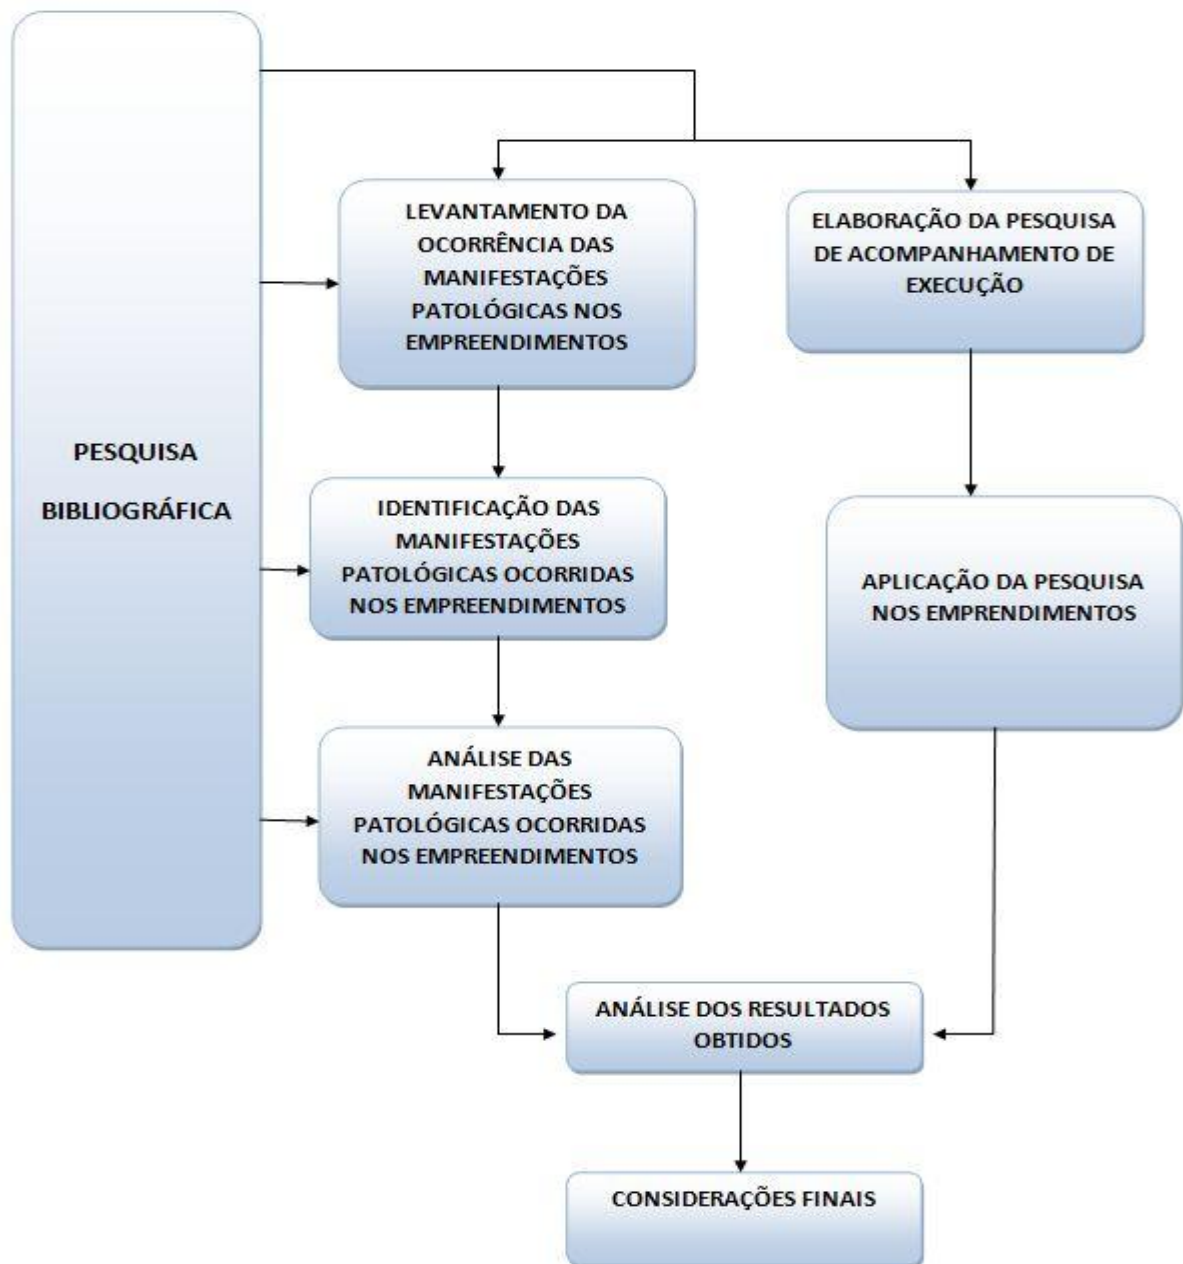 PESQUISA
BIBLIOGRÁFICA
LEVANTAMENTO DA
OCORRÊNCIA DAS
MANIFESTAÇÕES
PATOLÓGICAS NOS
EMPREENDIMENTOS
ELABORAÇÃO DA PESQUISA
DE ACOMPANHAMENTO DE
EXECUÇÃO
IDENTIFICAÇÃO DAS
MANIFESTAÇÕES
PATOLÓGICAS OCORRIDAS
NOS EMPREENDIMENTOS
APLICAÇÃO DA PESQUISA
NOS EMPRENDIMENTOS
ANÁLISE DAS
MANIFESTAÇÕES
PATOLÓGICAS OCORRIDAS
NOS EMPREENDIMENTOS
ANÁLISE DOS RESULTADOS
OBTIDOS
CONSIDERAÇÕES FINAIS